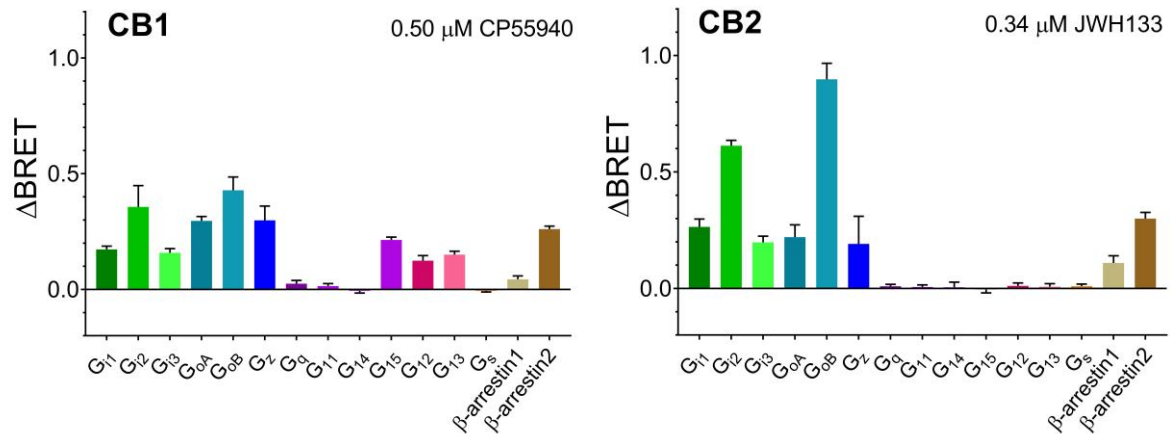 CB1
0.50 μM CP55940
ΔBRET
1.0
0.5
0.0
Gi1 Gi2 Gi3 GoA GoB Gz Gq G11 G14 G15 G12 G13 Gs β-arrestin1 β-arrestin2
CB2
0.34 μM JWH133
ΔBRET
1.0
0.5
0.0
Gi1 Gi2 Gi3 GoA GoB Gz Gq G11 G14 G15 G12 G13 Gs β-arrestin1 β-arrestin2